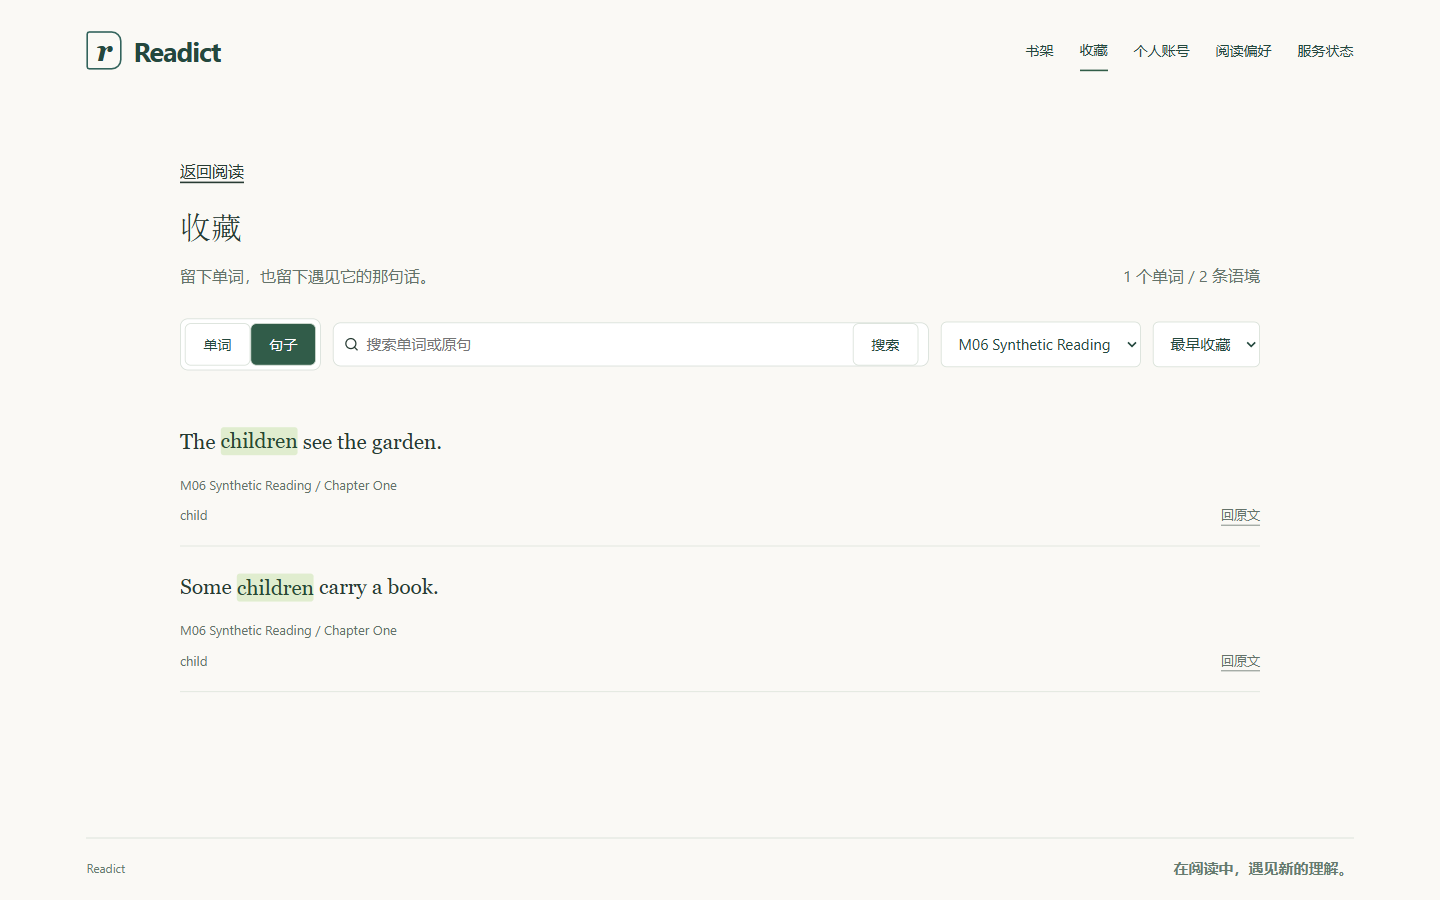 r Readict
书架 收藏 个人账号 阅读偏好 服务状态
返回阅读
收藏
留下单词，也留下遇见它的那句话。 1 个单词 / 2 条语境
单词 句子 搜索单词或原句 搜索 M06 Synthetic Reading 最早收藏
The children see the garden.
M06 Synthetic Reading / Chapter One
child 回原文
Some children carry a book.
M06 Synthetic Reading / Chapter One
child 回原文
Readict 在阅读中，遇见新的理解。